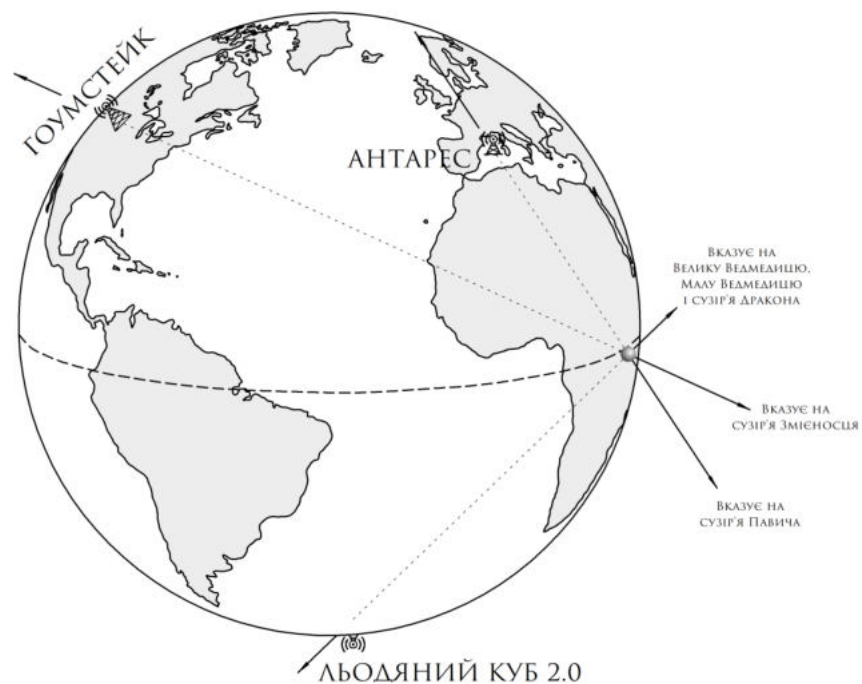 ГОУМСТЕЙК
АНТАРЕС
Вказує на
Велику Ведмедицю,
Малу Ведмедицю
і сузір'я Дракона
Вказує на
сузір'я Змієносця
Вказує на
сузір'я Павича
ЛЬОДЯНИЙ КУБ 2.0